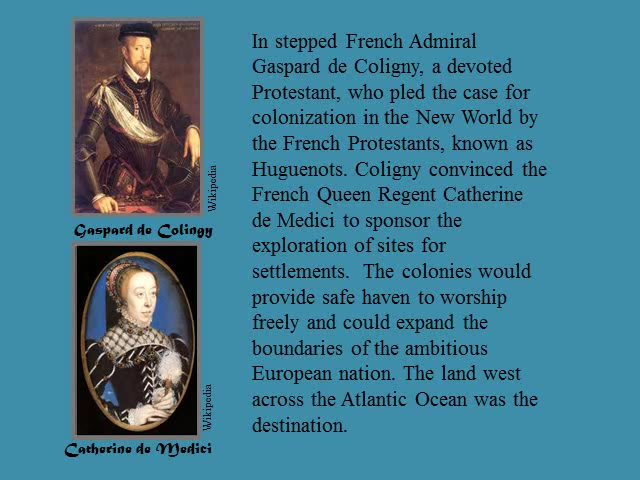 Wikipedia
Gaspard de Colingy
Wikipedia
Catherine de Medici
In stepped French Admiral
Gaspard de Coligny, a devoted
Protestant, who pled the case for
colonization in the New World by
the French Protestants, known as
Huguenots. Coligny convinced the
French Queen Regent Catherine
de Medici to sponsor the
exploration of sites for
settlements. The colonies would
provide safe haven to worship
freely and could expand the
boundaries of the ambitious
European nation. The land west
across the Atlantic Ocean was the
destination.